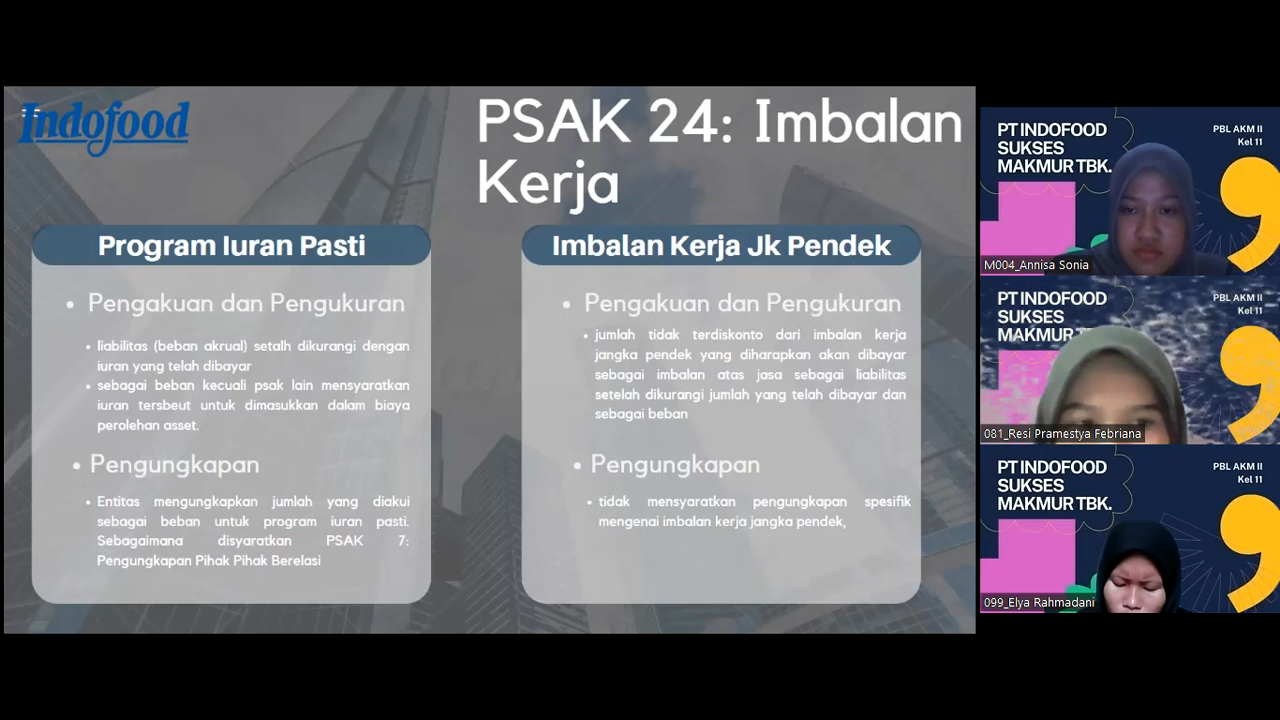 Indofood
PSAK 24: Imbalan
Kerja
Program Iuran Pasti
Pengakuan dan Pengukuran
liabilitas (beban akrual) setalh dikurangi dengan
iuran yang telah dibayar
sebagai beban kecuali psak lain mensyaratkan
iuran tersbeut untuk dimasukkan dalam biaya
perolehan asset.
Pengungkapan
Entitas mengungkapkan jumlah yang diakui
sebagai beban untuk program iuran pasti.
Sebagaimana disyaratkan PSAK 7:
Pengungkapan Pihak Pihak Berelasi
Imbalan Kerja Jk Pendek
Pengakuan dan Pengukuran
jumlah tidak terdiskonto dari imbalan kerja
jangka pendek yang diharapkan akan dibayar
sebagai imbalan atas jasa sebagai liabilitas
setelah dikurangi jumlah yang telah dibayar dan
sebagai beban
Pengungkapan
tidak mensyaratkan pengungkapan spesifik
mengenai imbalan kerja jangka pendek,
PT INDOFOOD
SUKSES
MAKMUR TBK.
PBL AKM II
Kel 11
M004_Annisa Sonia
PT INDOFOOD
SUKSES
MAKMUR TBK.
PBL AKM II
Kel 11
081_Resi Pramestya Febriana
PT INDOFOOD
SUKSES
MAKMUR TBK.
PBL AKM II
Kel 11
099_Elya Rahmadani